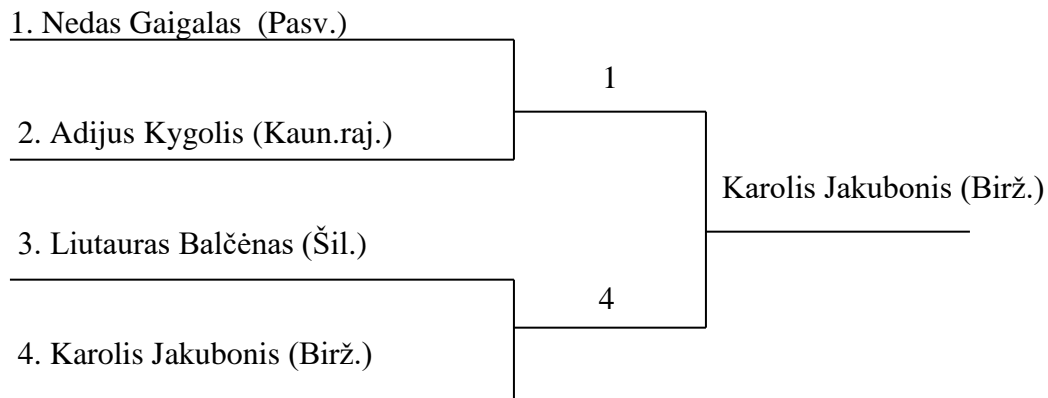 1. Nedas Gaigalas (Pasv.)
1
2. Adijus Kygolis (Kaun.raj.)
Karolis Jakubonis (Birž.)
3. Liutauras Balčėnas (Šil.)
4
4. Karolis Jakubonis (Birž.)